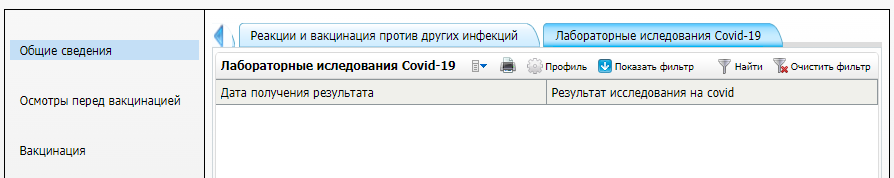 Общие сведения
Осмотры перед вакцинацией
Вакцинация
Реакции и вакцинация против других инфекций
Лабораторные иследования Covid-19
Лабораторные иследования Covid-19
Профиль
Показать фильтр
Найти
Очистить фильтр
Дата получения результата
Результат исследования на covid